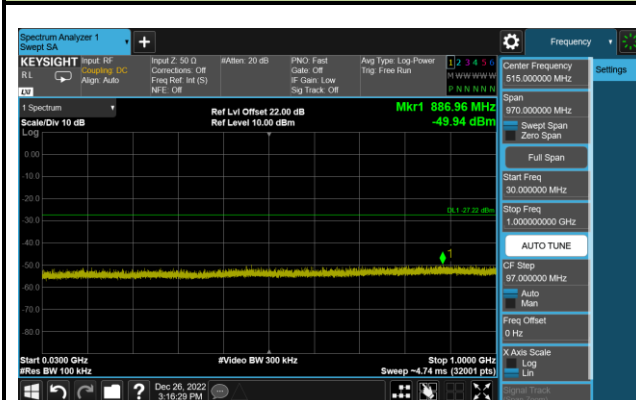 Spectrum Analyzer 1
Swept SA
Frequency
KEYSIGHT
Input: RF
Coupling: DC
Align: Auto
RL
Input Z: 50 Ω
Corrections: Off
Freq Ref: Int (S)
NFE: Off
#Atten: 20 dB
PNO: Fast
Gate: Off
IF Gain: Low
Sig Track: Off
Avg Type: Log-Power
Trig: Free Run
1 2 3 4 5 6
M W W W W W
P N N N N N
Center Frequency
515.000000 MHz
Settings
1 Spectrum
Scale/Div 10 dB
Log
Ref Lvl Offset 22.00 dB
Ref Level 10.00 dBm
Mkr1 886.96 MHz
-49.94 dBm
Span
970.000000 MHz
Swept Span
Zero Span
Full Span
Start Freq
30.000000 MHz
Stop Freq
1.000000000 GHz
AUTO TUNE
CF Step
97.000000 MHz
Auto
Man
Freq Offset
0 Hz
X Axis Scale
Log
Lin
Signal Track
0.00
-10.0
-20.0
-30.0
-40.0
-50.0
-60.0
-70.0
-80.0
DL1 -27.22 dBm
1
Start 0.0300 GHz
#Res BW 100 kHz
#Video BW 300 kHz
Stop 1.0000 GHz
Sweep ~4.74 ms (32001 pts)
?
Dec 26, 2022
3:16:29 PM